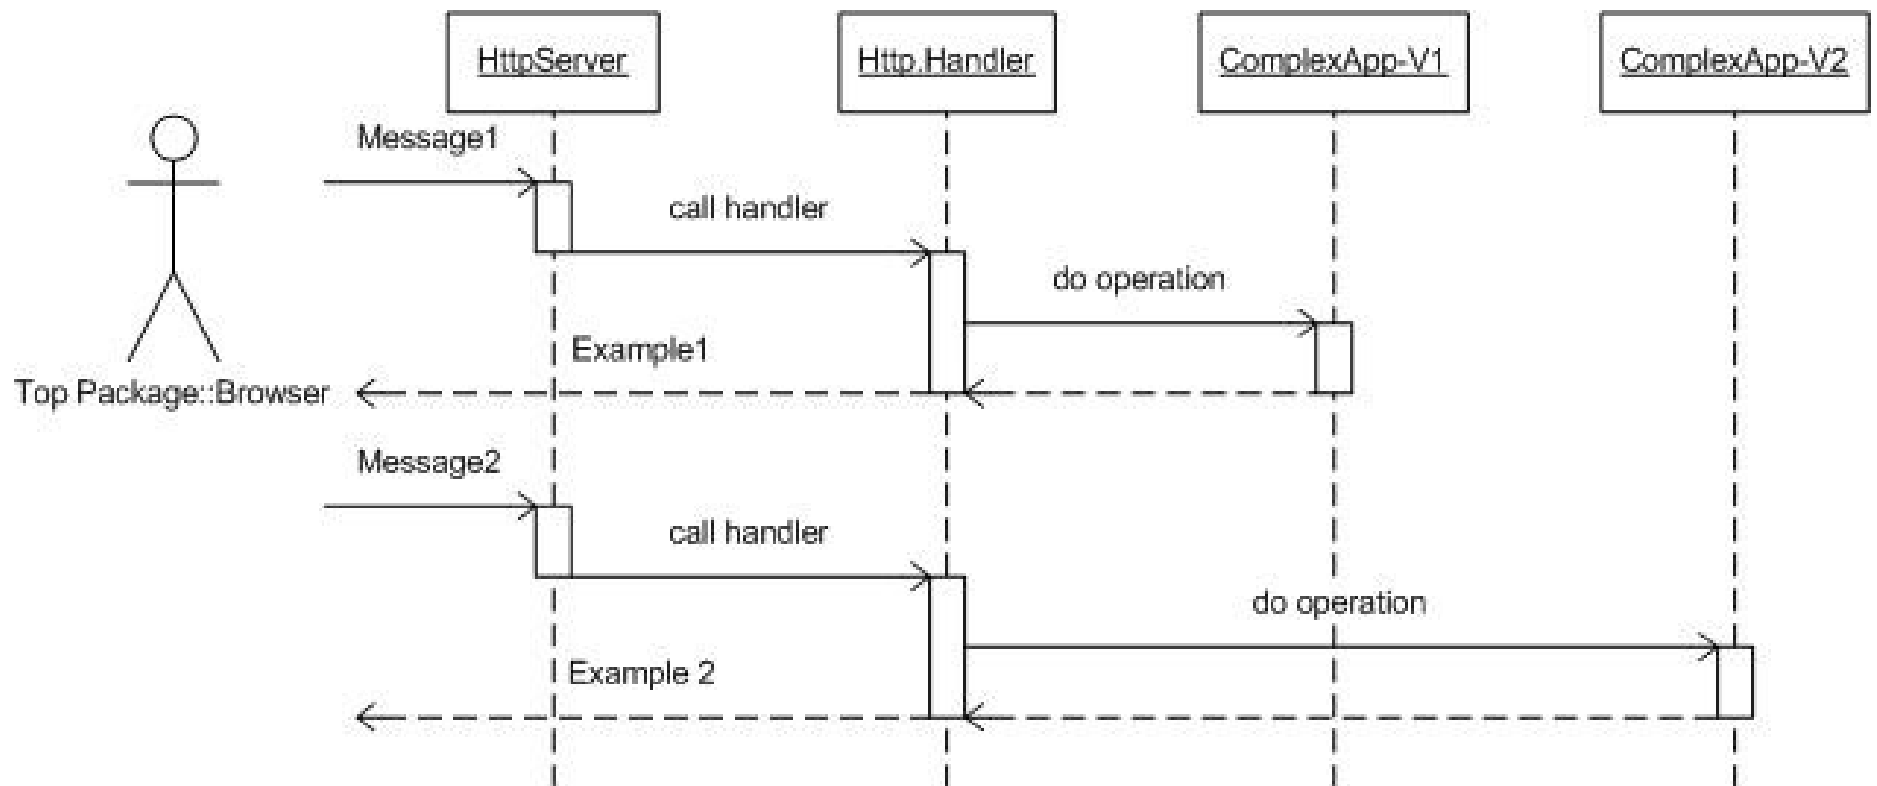 HttpServer
Http.Handler
ComplexApp-V1
ComplexApp-V2
Message1
call handler
do operation
Example1
Top Package::Browser
Message2
call handler
do operation
Example 2